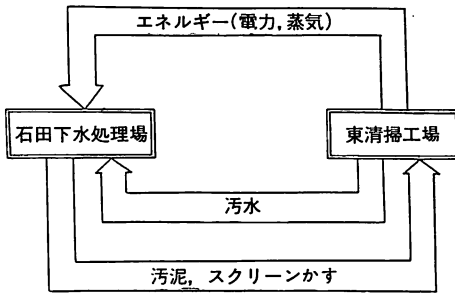 エネルギー(電力,蒸気)
石田下水処理場
東清掃工場
汚水
汚泥,スクリーンかす